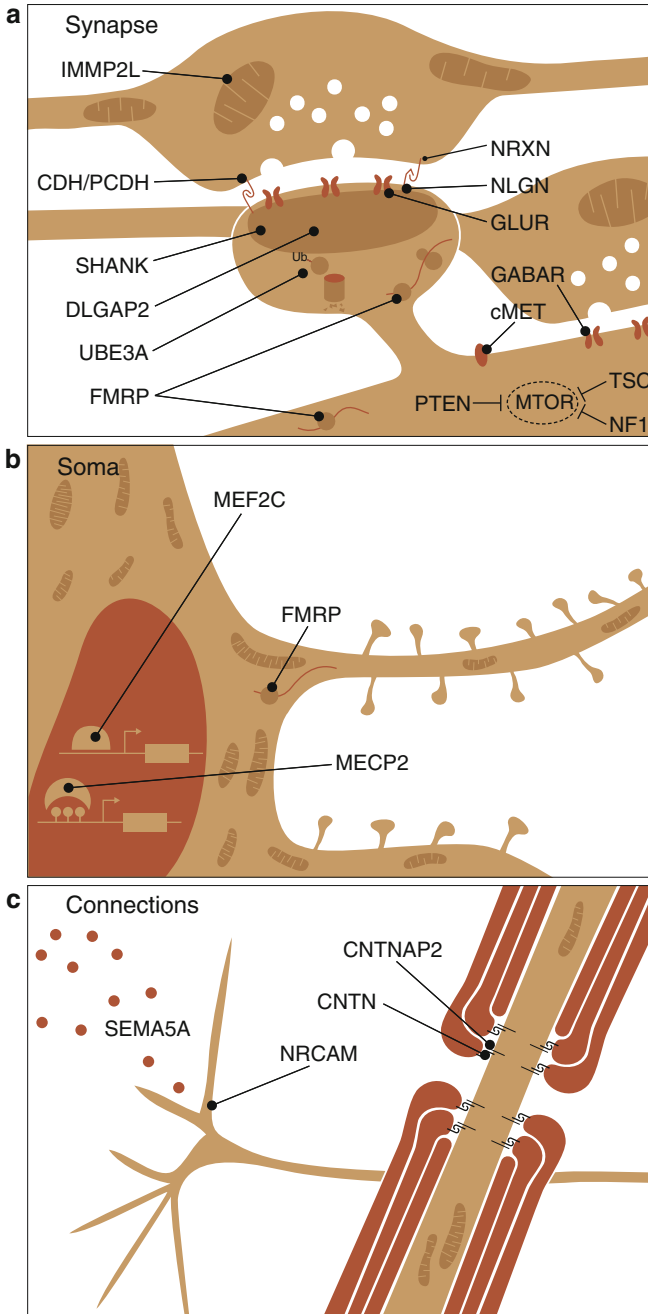 a
Synapse
IMMP2L
CDH/PCDH
NRXN
NLGN
GLUR
SHANK
DLGAP2
Ub
UBE3A
FMRP
GABAR
cMET
PTEN
MTOR
TSC
NF1
b
Soma
MEF2C
FMRP
MECP2
c
Connections
SEMA5A
NRCAM
CNTNAP2
CNTN